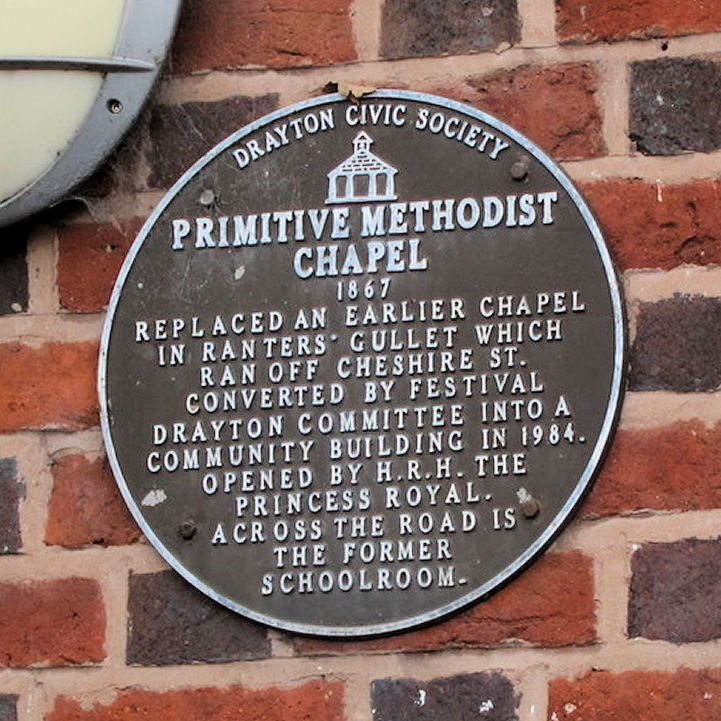 DRAYTON CIVIC SOCIETY
PRIMITIVE METHODIST
CHAPEL
1867
REPLACED AN EARLIER CHAPEL
IN RANTERS' GULLET WHICH
RAN OFF CHESHIRE ST.
CONVERTED BY FESTIVAL
DRAYTON COMMITTEE INTO A
COMMUNITY BUILDING IN 1984.
OPENED BY H.R.H. THE
PRINCESS ROYAL.
ACROSS THE ROAD IS
THE FORMER
SCHOOLROOM.